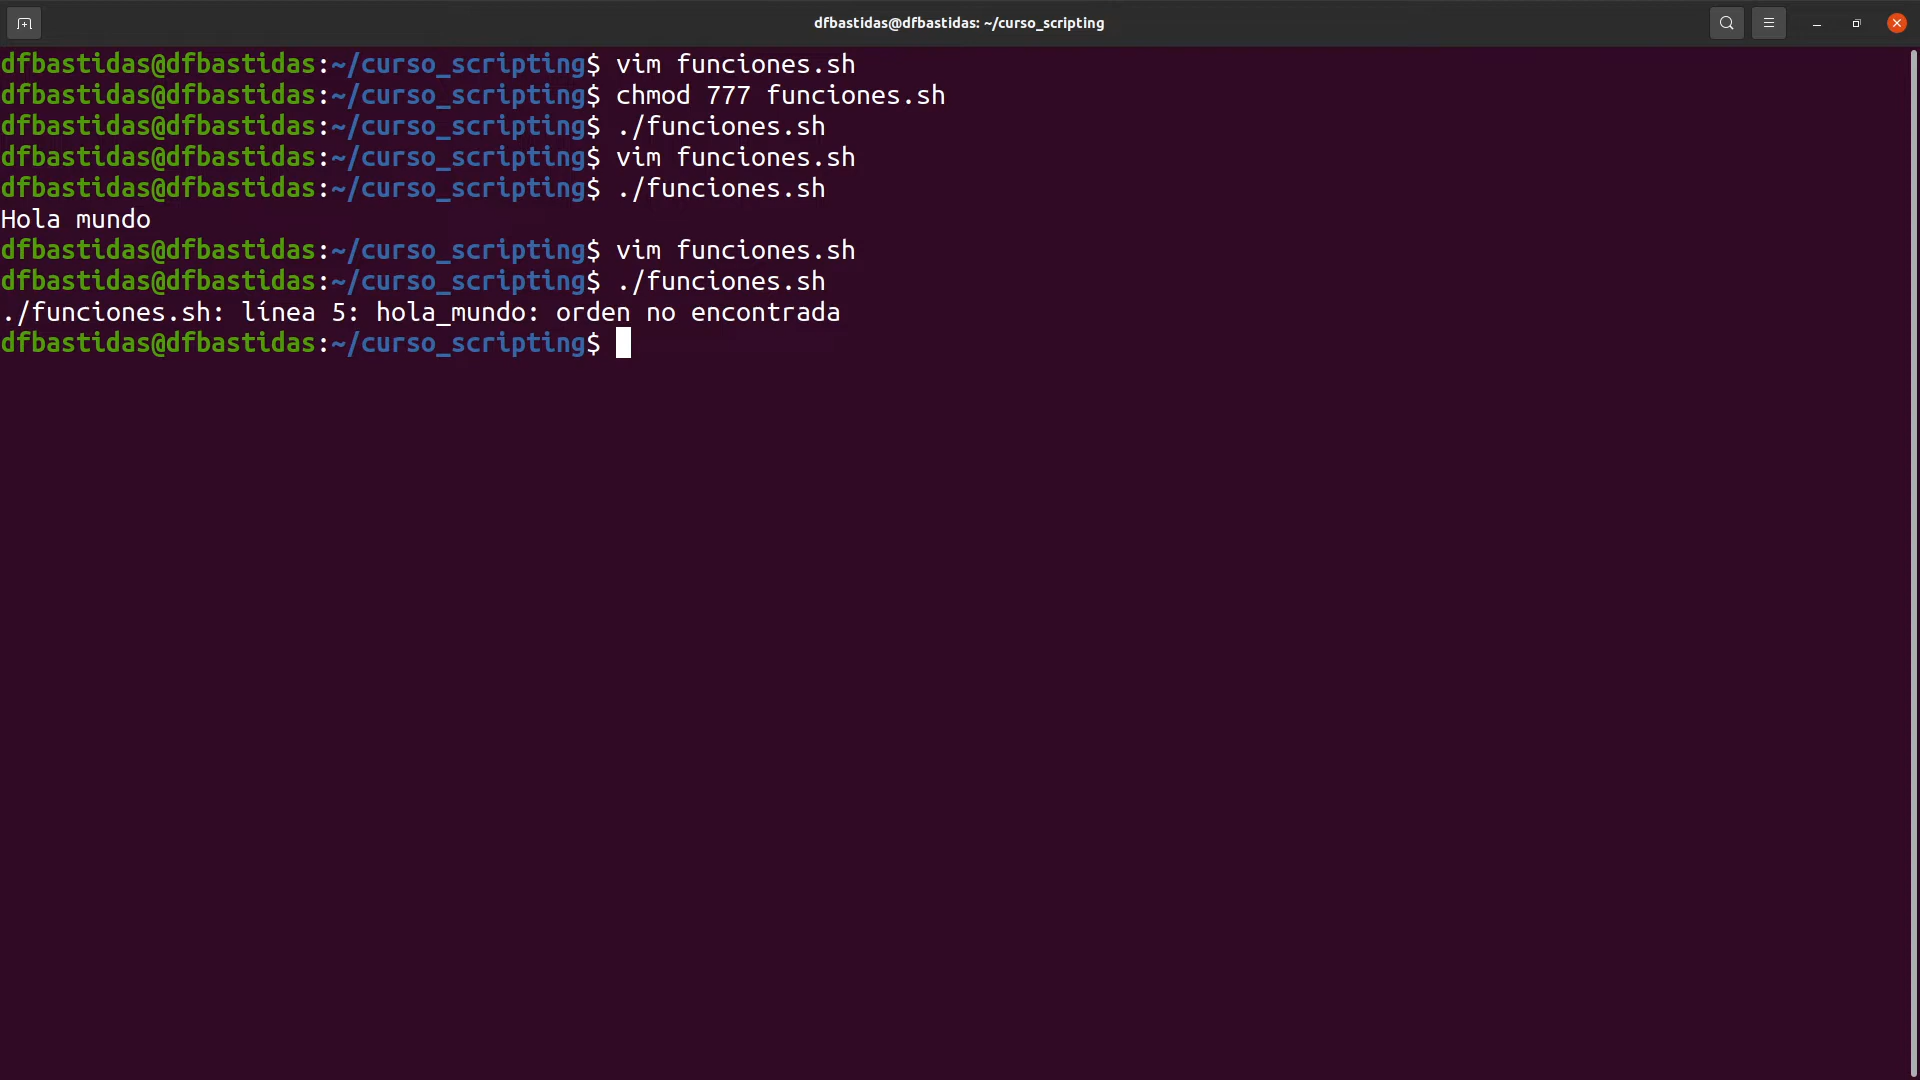 dfbastidas@dfbastidas: ~/curso_scripting
dfbastidas@dfbastidas:~/curso_scripting$ vim funciones.sh
dfbastidas@dfbastidas:~/curso_scripting$ chmod 777 funciones.sh
dfbastidas@dfbastidas:~/curso_scripting$ ./funciones.sh
dfbastidas@dfbastidas:~/curso_scripting$ vim funciones.sh
dfbastidas@dfbastidas:~/curso_scripting$ ./funciones.sh
Hola mundo
dfbastidas@dfbastidas:~/curso_scripting$ vim funciones.sh
dfbastidas@dfbastidas:~/curso_scripting$ ./funciones.sh
./funciones.sh: línea 5: hola_mundo: orden no encontrada
dfbastidas@dfbastidas:~/curso_scripting$